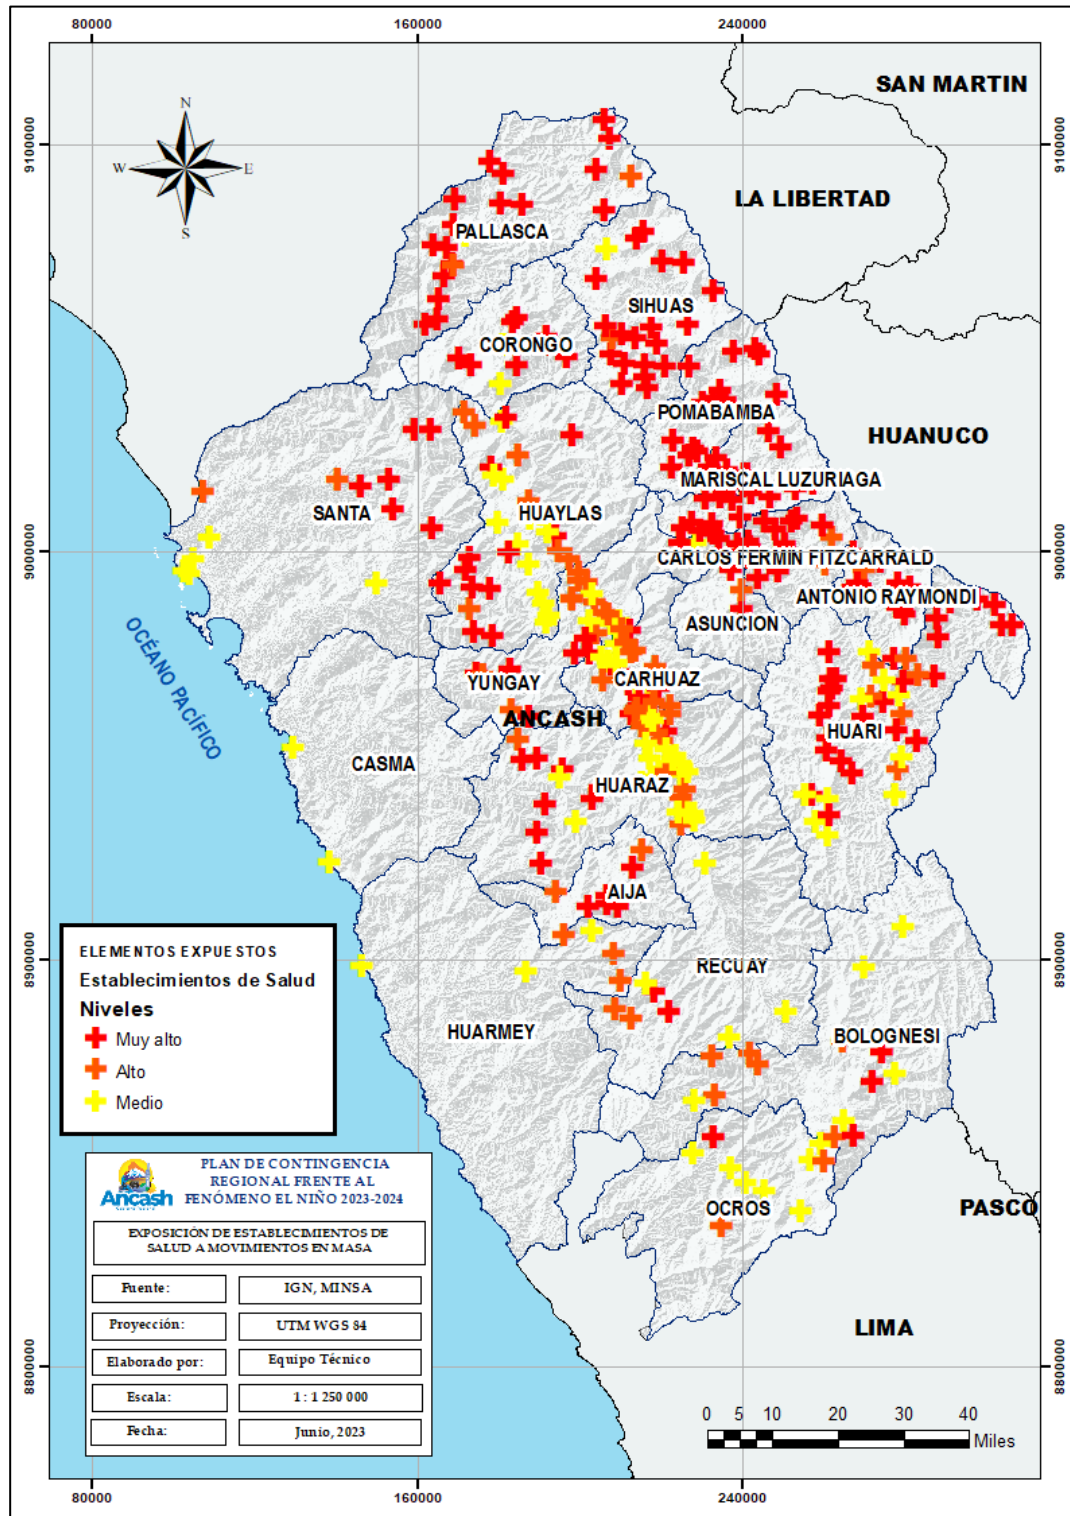 80000
160000
240000
SAN MARTIN
N
W
E
S
9100000
9100000
LA LIBERTAD
PALLASCA
SIHUAS
CORONGO
POMABAMBA
HUANUCO
MARISCAL LUZURIAGA
SANTA
HUAYLAS
9000000
9000000
CARLOS FERMIN FITZCARRALD
ANTONIO RAYMONDI
ASUNCION
OCÉANO PACÍFICO
YUNGAY
CARHUAZ
ANCASH
HUARI
CASMA
HUARAZ
AIJA
ELEMENTOS EXPUESTOS
Establecimientos de Salud
Niveles
Muy alto
Alto
Medio
8900000
8900000
RECUAY
HUARMEY
BOLOGNESI
Ancash
PLAN DE CONTINGENCIA
REGIONAL FRENTE AL
FENÓMENO EL NIÑO 2023-2024
EXPOSICIÓN DE ESTABLECIMIENTOS DE
SALUD A MOVIMIENTOS EN MASA
Fuente: IGN, MINSA
Proyección: UTM WGS 84
Elaborado por: Equipo Técnico
Escala: 1 : 1 250 000
Fecha: Junio, 2023
OCROS
PASCO
LIMA
8800000
8800000
0 5 10 20 30 40
Miles
80000
160000
240000